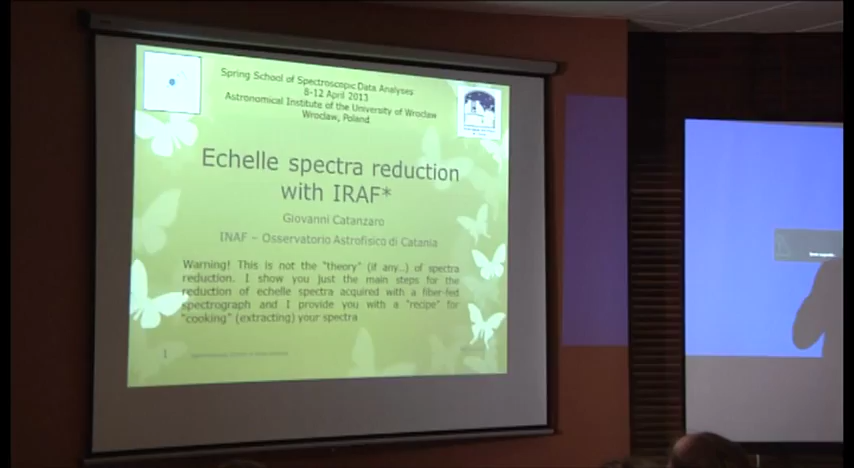 Spring School of Spectroscopic Data Analyses
8-12 April 2013
Astronomical Institute of the University of Wroclaw
Wroclaw, Poland
Echelle spectra reduction
with IRAF*
Giovanni Catanzaro
INAF – Osservatorio Astrofisico di Catania
Warning! This is not the "theory" (if any...) of spectra
reduction. I show you just the main steps for the
reduction of echelle spectra acquired with a fiber-fed
spectrograph and I provide you with a "recipe" for
"cooking" (extracting) your spectra
1